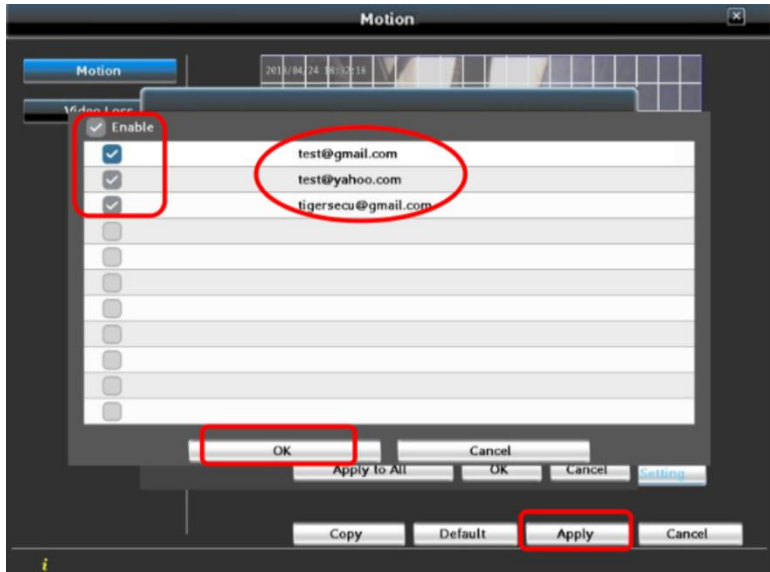 Motion
Motion
2013/04/24 18:32:16
Video Loss
Enable
test@gmail.com
test@yahoo.com
tigersecu@gmail.com
OK Cancel
Apply to All OK Cancel Setting
Copy Default Apply Cancel
i